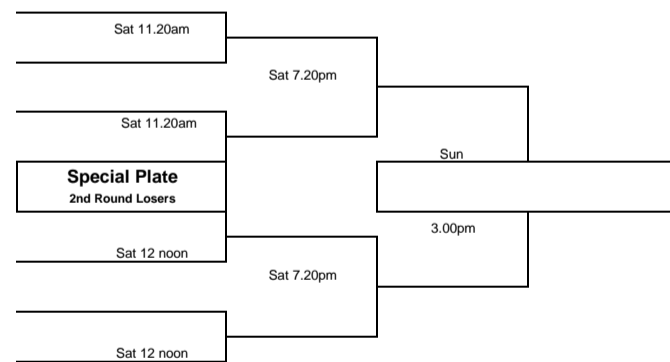 Sat 11.20am
Sat 7.20pm
Sat 11.20am
Sun
Special Plate
2nd Round Losers
3.00pm
Sat 12 noon
Sat 7.20pm
Sat 12 noon